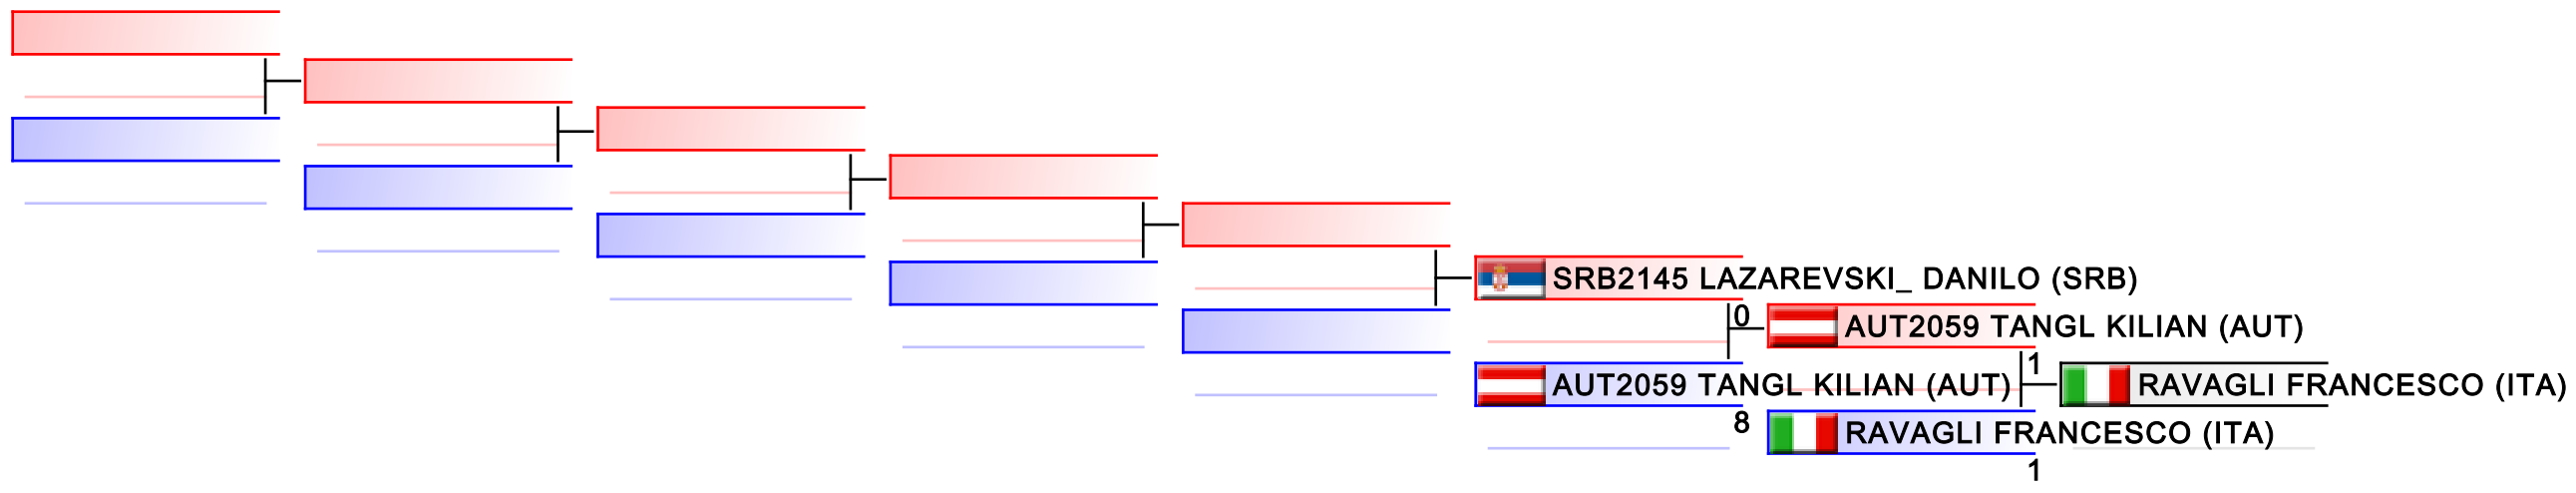 SRB2145 LAZAREVSKI_ DANILO (SRB)
0
AUT2059 TANGL KILIAN (AUT)
AUT2059 TANGL KILIAN (AUT)
8
1
RAVAGLI FRANCESCO (ITA)
RAVAGLI FRANCESCO (ITA)
1